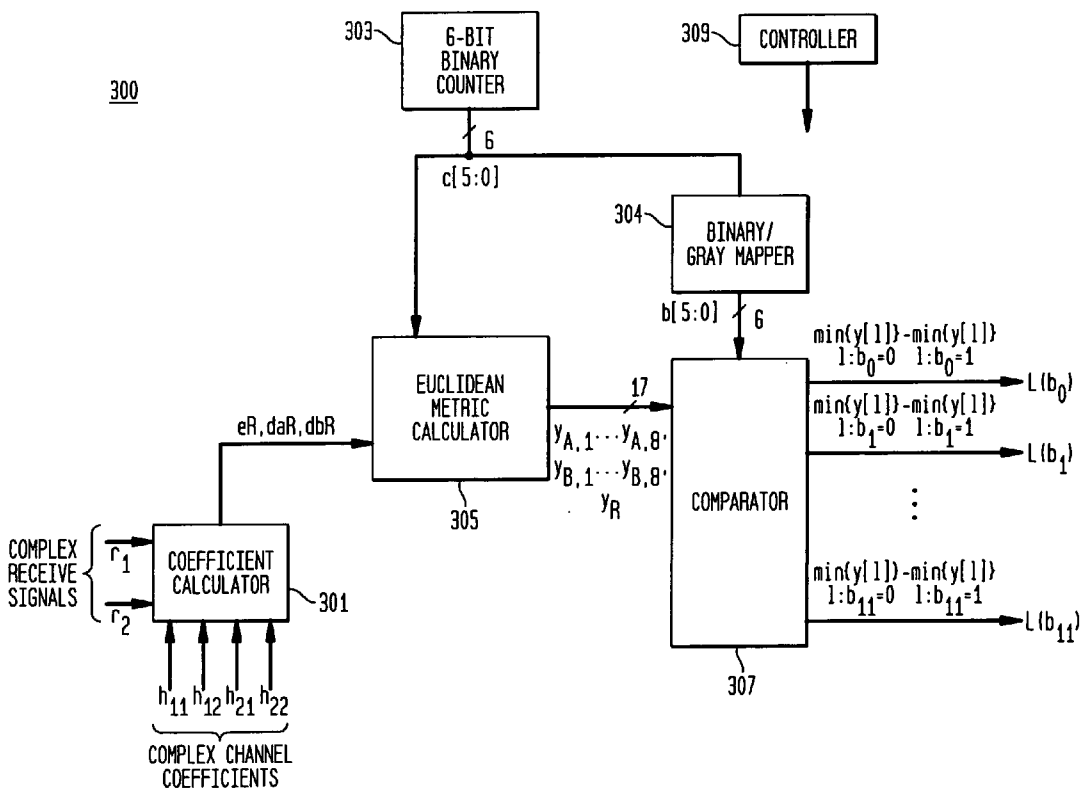 300
303
6-BIT
BINARY
COUNTER
309
CONTROLLER
6
c[5:0]
304
BINARY/
GRAY MAPPER
b[5:0]
6
EUCLIDEAN
METRIC
CALCULATOR
305
eR,daR,dbR
17
yA,1...yA,8,
yB,1...yB,8,
yR
COMPARATOR
307
min{y[l]}-min{y[l]}
l:b0=0 l:b0=1
L(b0)
min{y[l]}-min{y[l]}
l:b1=0 l:b1=1
L(b1)
min{y[l]}-min{y[l]}
l:b11=0 l:b11=1
L(b11)
COMPLEX
RECEIVE
SIGNALS
r1
r2
COEFFICIENT
CALCULATOR
301
h11 h12 h21 h22
COMPLEX CHANNEL
COEFFICIENTS